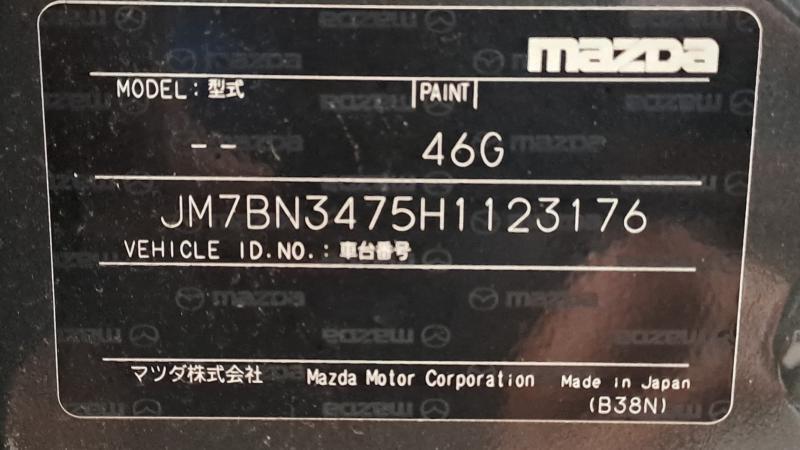 mazda
MODEL: 型式 PAINT
-- 46G
JM7BN3475H1123176
VEHICLE ID.NO.: 車台番号
マツダ株式会社 Mazda Motor Corporation Made in Japan
(B38N)